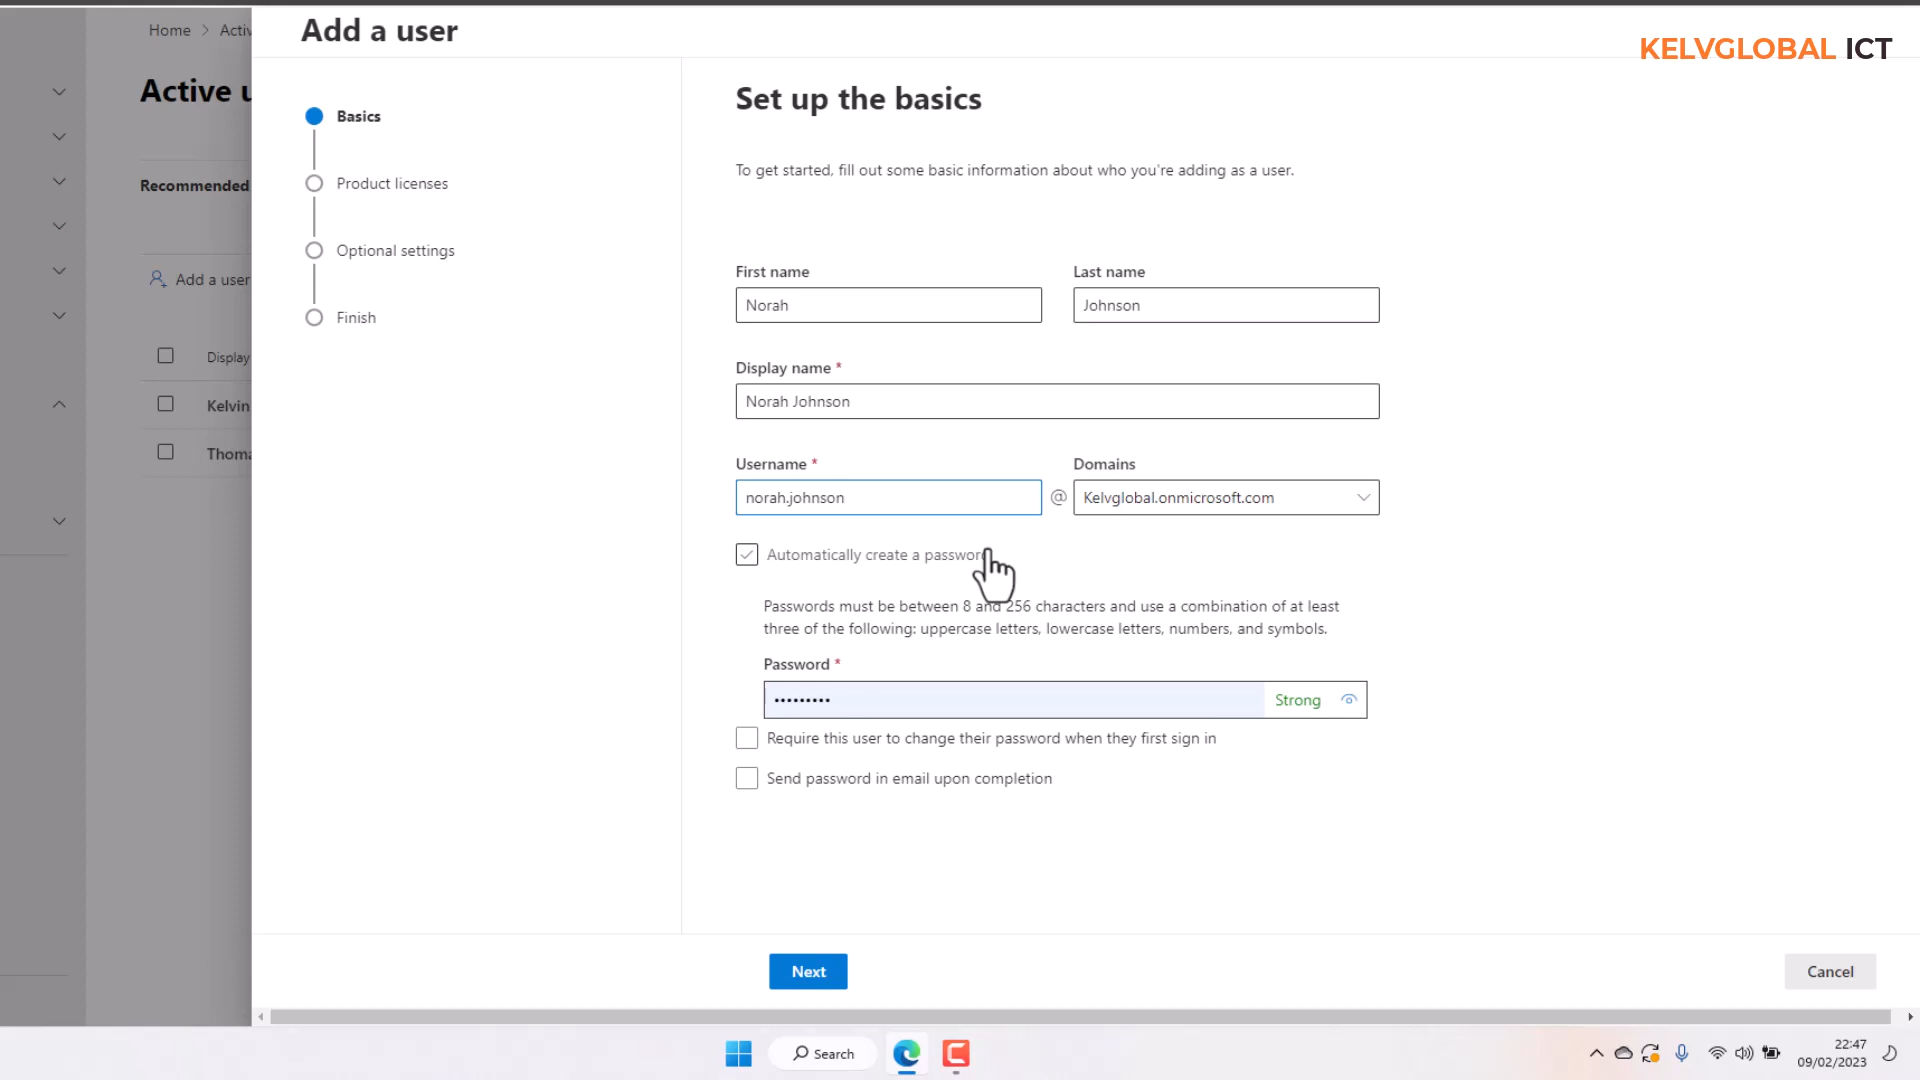 Add a user
KELVGLOBAL ICT
Home > Activ
Active u
Recommended
Add a user
Display
Kelvin
Thoma
Basics
Product licenses
Optional settings
Finish
Set up the basics
To get started, fill out some basic information about who you're adding as a user.
First name
Last name
Norah
Johnson
Display name *
Norah Johnson
Username *
Domains
norah.johnson
@
Kelvglobal.onmicrosoft.com
Automatically create a password
Passwords must be between 8 and 256 characters and use a combination of at least
three of the following: uppercase letters, lowercase letters, numbers, and symbols.
Password *
•••••••••
Strong
Require this user to change their password when they first sign in
Send password in email upon completion
Next
Cancel
Search
22:47
09/02/2023